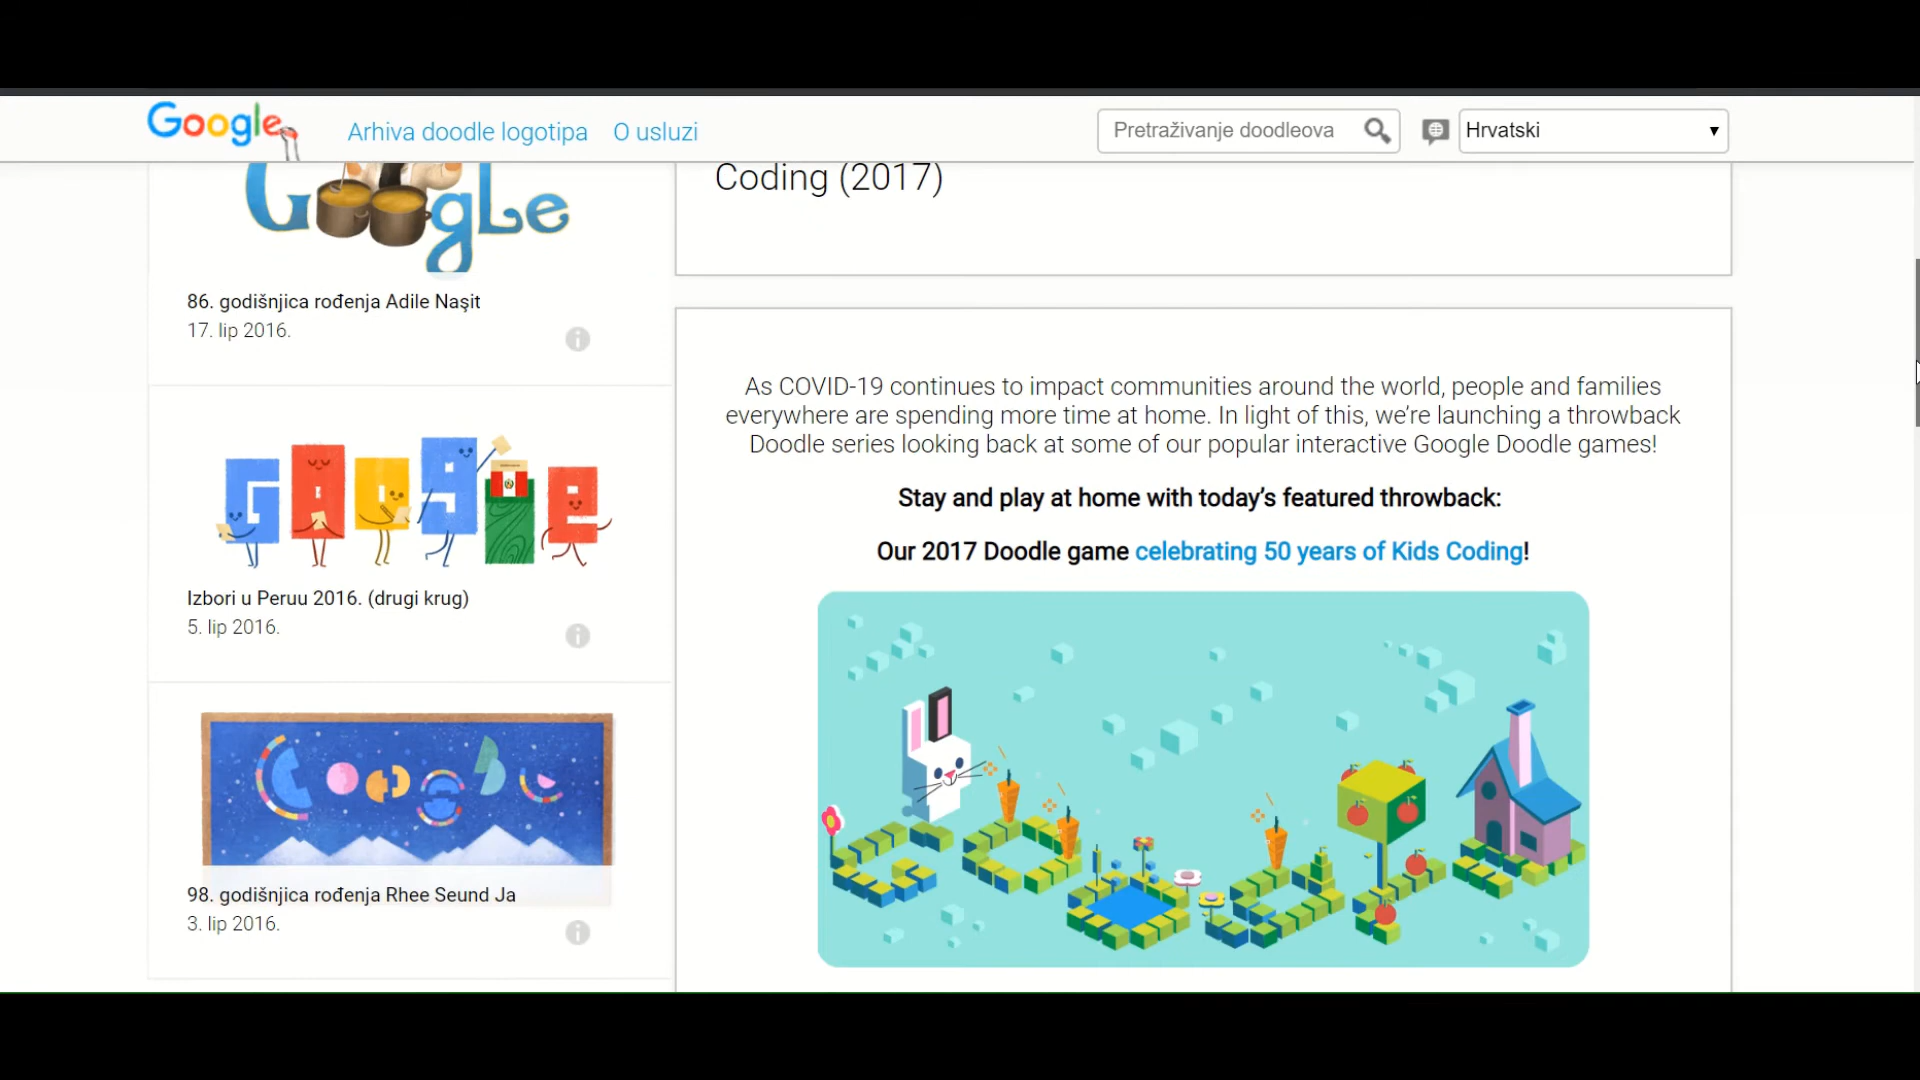 Google
Arhiva doodle logotipa
O usluzi
Pretraživanje doodleova
Hrvatski
Google
86. godišnjica rođenja Adile Naşit
17. lip 2016.
Google
Izbori u Peruu 2016. (drugi krug)
5. lip 2016.
Google
98. godišnjica rođenja Rhee Seund Ja
3. lip 2016.
Coding (2017)
As COVID-19 continues to impact communities around the world, people and families
everywhere are spending more time at home. In light of this, we’re launching a throwback
Doodle series looking back at some of our popular interactive Google Doodle games!
Stay and play at home with today’s featured throwback:
Our 2017 Doodle game celebrating 50 years of Kids Coding!
Google